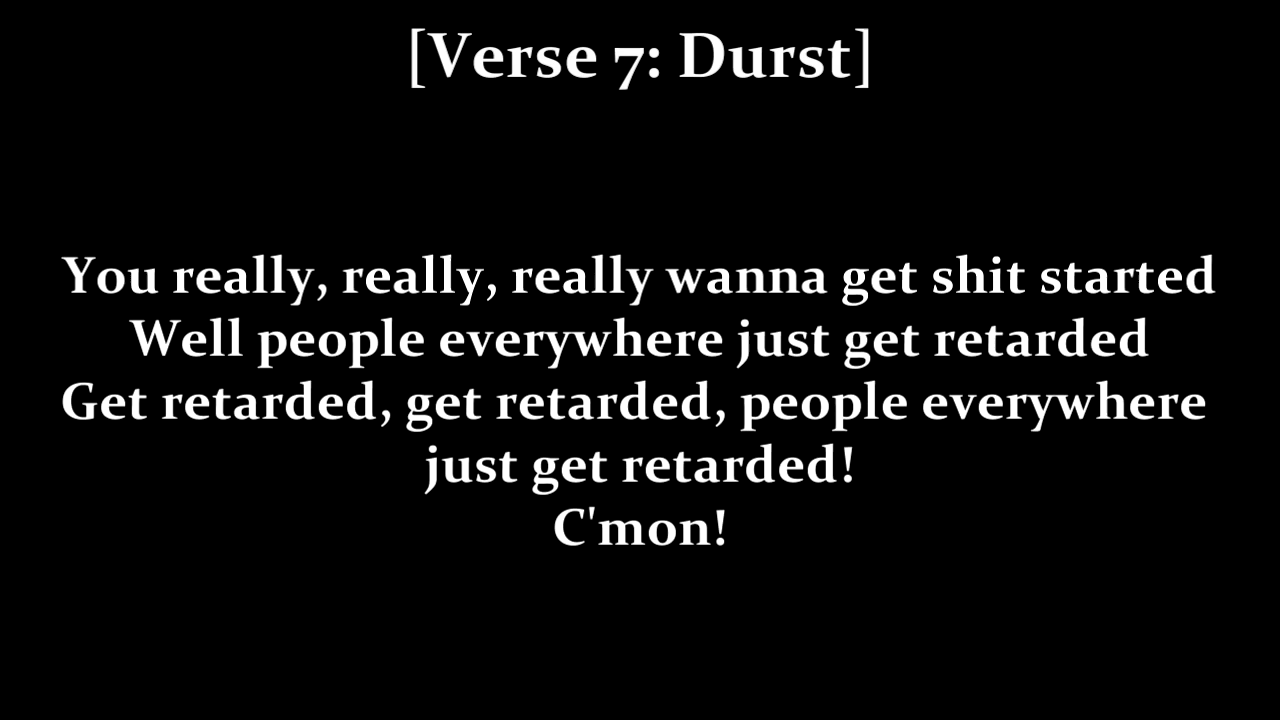 [Verse 7: Durst]
You really, really, really wanna get shit started
Well people everywhere just get retarded
Get retarded, get retarded, people everywhere
just get retarded!
C'mon!